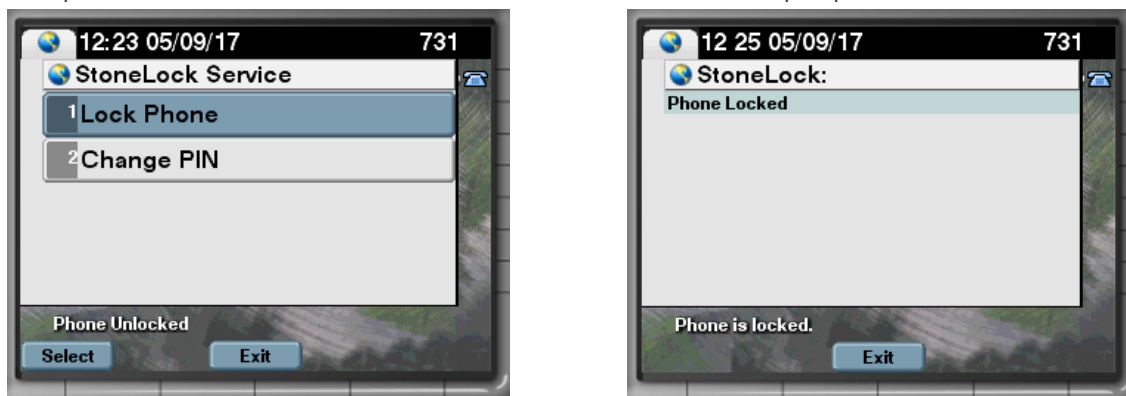 12:23 05/09/17 731
StoneLock Service
1 Lock Phone
2 Change PIN
Phone Unlocked
Select Exit
12 25 05/09/17 731
StoneLock:
Phone Locked
Phone is locked.
Exit